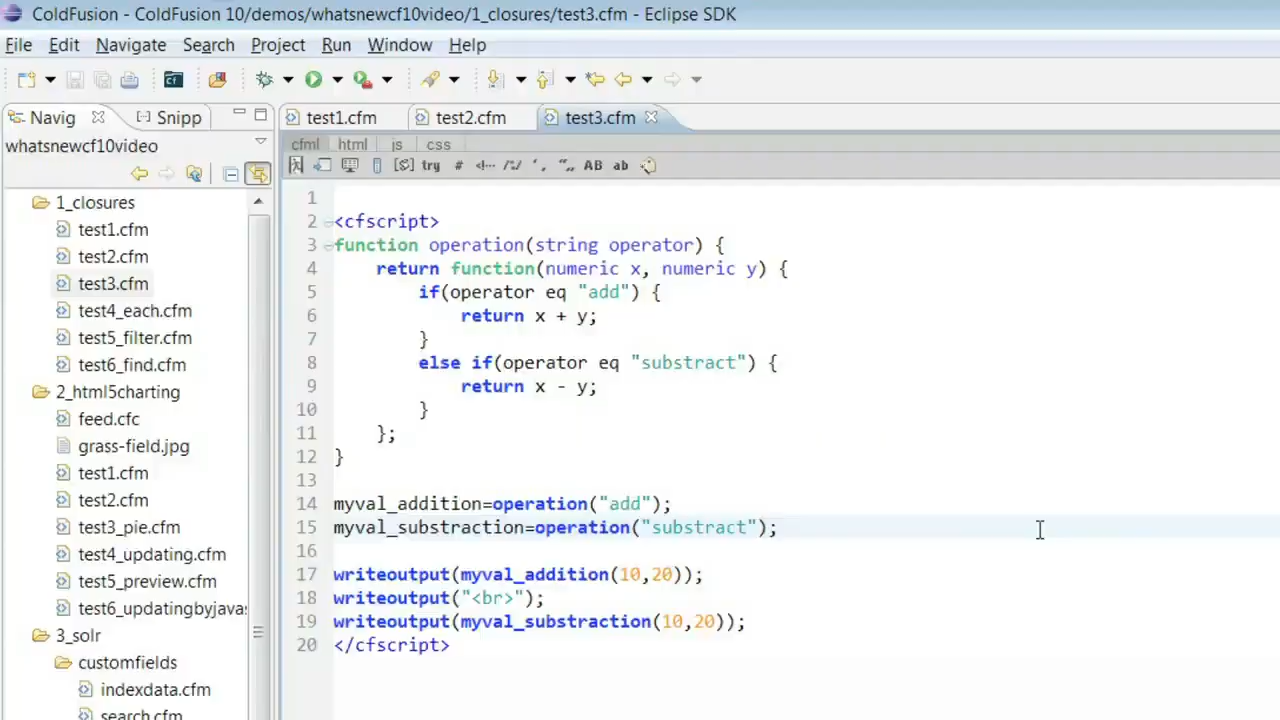 ColdFusion - ColdFusion 10/demos/whatsnewcf10video/1_closures/test3.cfm - Eclipse SDK
File Edit Navigate Search Project Run Window Help
Navig Snipp
whatsnewcf10video
1_closures
test1.cfm
test2.cfm
test3.cfm
test4_each.cfm
test5_filter.cfm
test6_find.cfm
2_html5charting
feed.cfc
grass-field.jpg
test1.cfm
test2.cfm
test3_pie.cfm
test4_updating.cfm
test5_preview.cfm
test6_updatingbyjava
3_solr
customfields
indexdata.cfm
search.cfm
test1.cfm test2.cfm test3.cfm
cfml html js css
try # <!-- /*/ ‘, “,, AB ab
1
2 <cfscript>
3 function operation(string operator) {
4 return function(numeric x, numeric y) {
5 if(operator eq "add") {
6 return x + y;
7 }
8 else if(operator eq "substract") {
9 return x - y;
10 }
11 };
12 }
13
14 myval_addition=operation("add");
15 myval_substraction=operation("substract");
16
17 writeoutput(myval_addition(10,20));
18 writeoutput("<br>");
19 writeoutput(myval_substraction(10,20));
20 </cfscript>